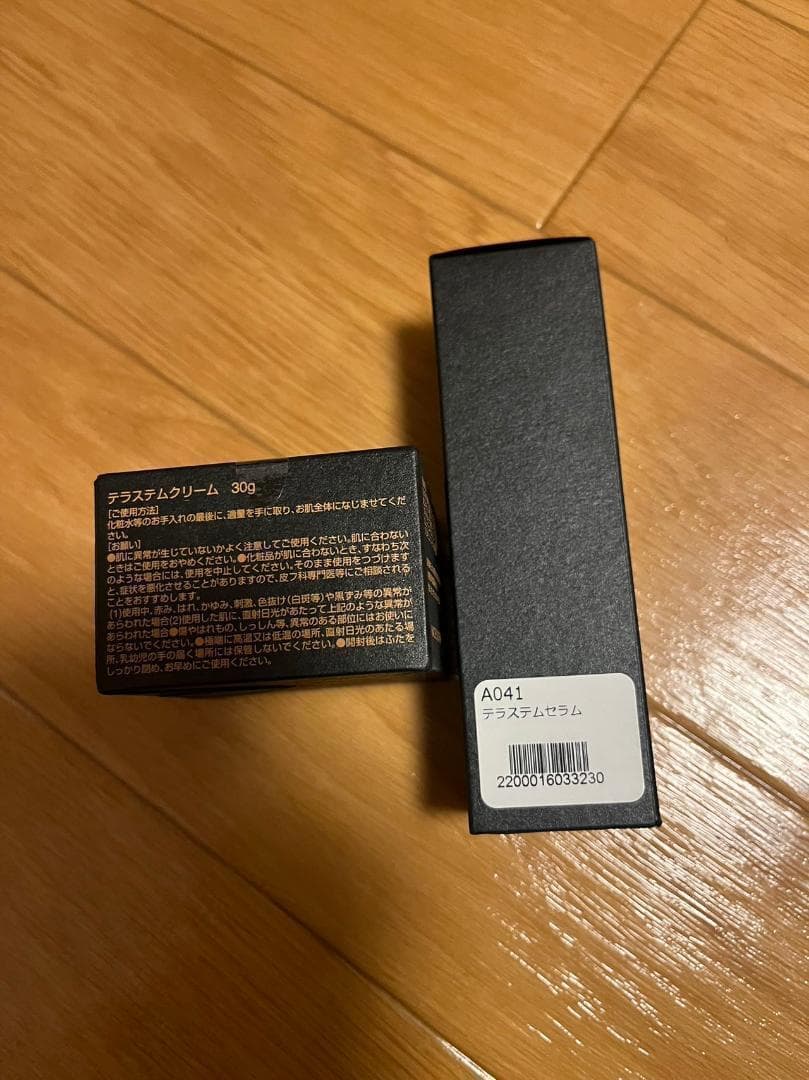 テラステムクリーム 30g
[ご使用方法]
化粧水等のお手入れの最後に、適量を手に取り、お肌全体になじませてくだ
さい。
[お願い]
●肌に異常が生じていないかよく注意してご使用ください。肌に合わない
ときはご使用をおやめください。●化粧品が肌に合わないとき、すなわち次
のような場合には、使用を中止してください。そのまま使用をつづけます
と、症状を悪化させることがありますので、皮フ科専門医等にご相談される
ことをおすすめします。
(1)使用中、赤み、はれ、かゆみ、刺激、色抜け(白斑等)や黒ずみ等の異常が
あらわれた場合(2)使用した肌に、直射日光があたって上記のような異常が
あらわれた場合●傷やはれもの、しっしん等、異常のある部位にはお使いに
ならないでください。●極端に高温又は低温の場所、直射日光のあたる場
所、乳幼児の手の届く場所には保管しないでください。●開封後はふたを
しっかり閉め、お早めにご使用ください。
A041
テラステムセラム
2200016033230